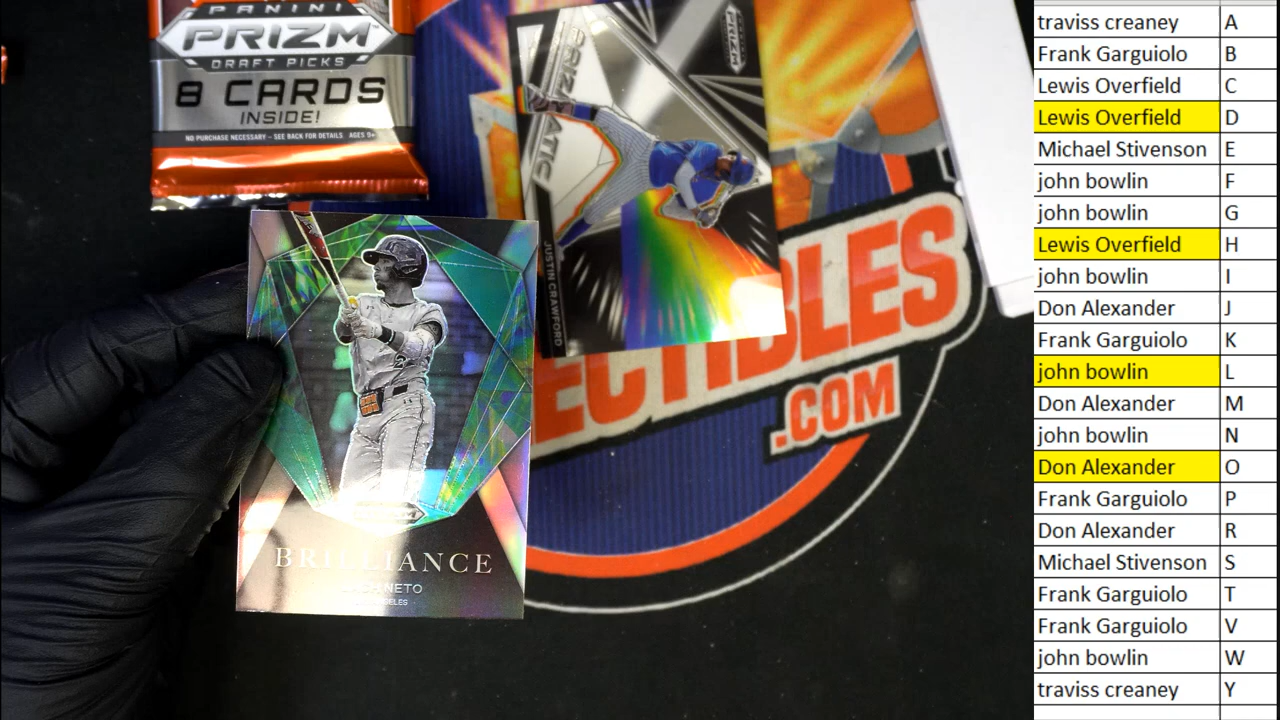 PANINI
PRIZM
DRAFT PICKS
8 CARDS
INSIDE!
NO PURCHASE NECESSARY – SEE BACK FOR DETAILS AGES 9+
PRIZMATIC
PRIZM
JUSTIN CRAWFORD
BRILLIANCE
NETO
ECTIBLES
.COM
traviss creaney A
Frank Garguiolo B
Lewis Overfield C
Lewis Overfield D
Michael Stivenson E
john bowlin F
john bowlin G
Lewis Overfield H
john bowlin I
Don Alexander J
Frank Garguiolo K
john bowlin L
Don Alexander M
john bowlin N
Don Alexander O
Frank Garguiolo P
Don Alexander R
Michael Stivenson S
Frank Garguiolo T
Frank Garguiolo V
john bowlin W
traviss creaney Y